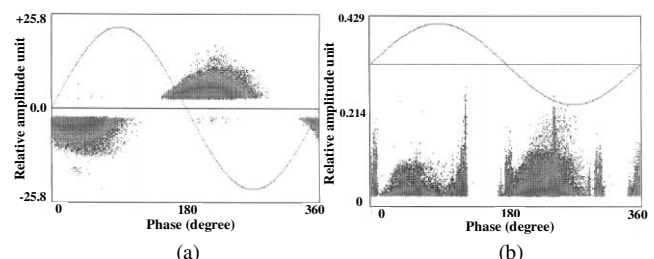 +25.8
Relative amplitude unit
0.0
-25.8
0 180 360
Phase (degree)
(a)
0.429
Relative amplitude unit
0.214
0
0 180 360
Phase (degree)
(b)